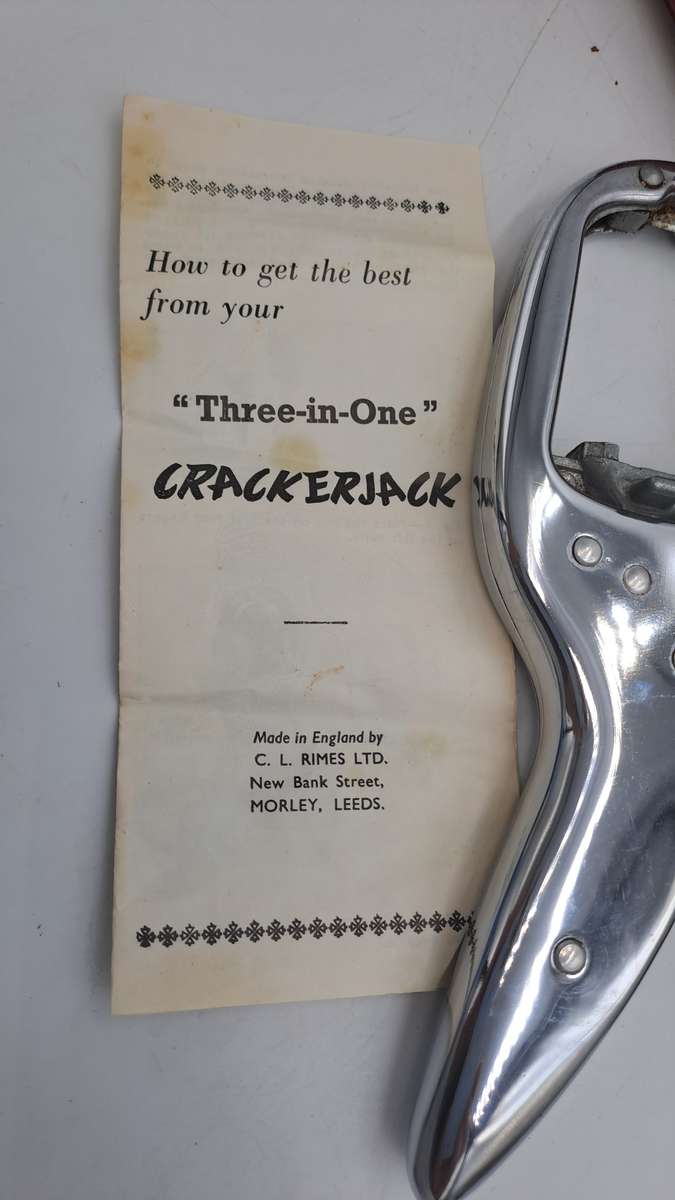 How to get the best
from your
“Three-in-One”
CRACKERJACK
Made in England by
C. L. RIMES LTD.
New Bank Street,
MORLEY, LEEDS.